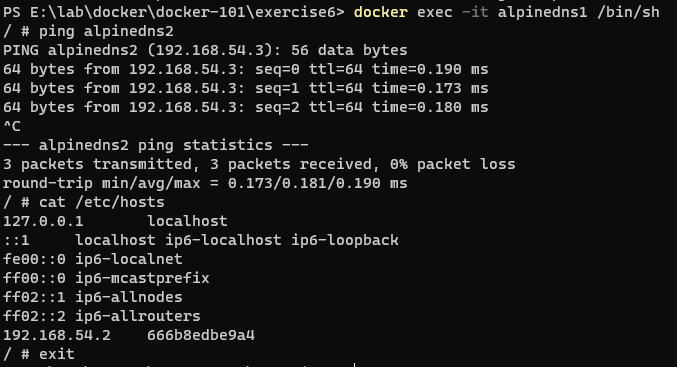 PS E:\lab\docker\docker-101\exercise6> docker exec -it alpinedns1 /bin/sh
/ # ping alpinedns2
PING alpinedns2 (192.168.54.3): 56 data bytes
64 bytes from 192.168.54.3: seq=0 ttl=64 time=0.190 ms
64 bytes from 192.168.54.3: seq=1 ttl=64 time=0.173 ms
64 bytes from 192.168.54.3: seq=2 ttl=64 time=0.180 ms
^C
--- alpinedns2 ping statistics ---
3 packets transmitted, 3 packets received, 0% packet loss
round-trip min/avg/max = 0.173/0.181/0.190 ms
/ # cat /etc/hosts
127.0.0.1       localhost
::1     localhost ip6-localhost ip6-loopback
fe00::0 ip6-localnet
ff00::0 ip6-mcastprefix
ff02::1 ip6-allnodes
ff02::2 ip6-allrouters
192.168.54.2    666b8edbe9a4
/ # exit